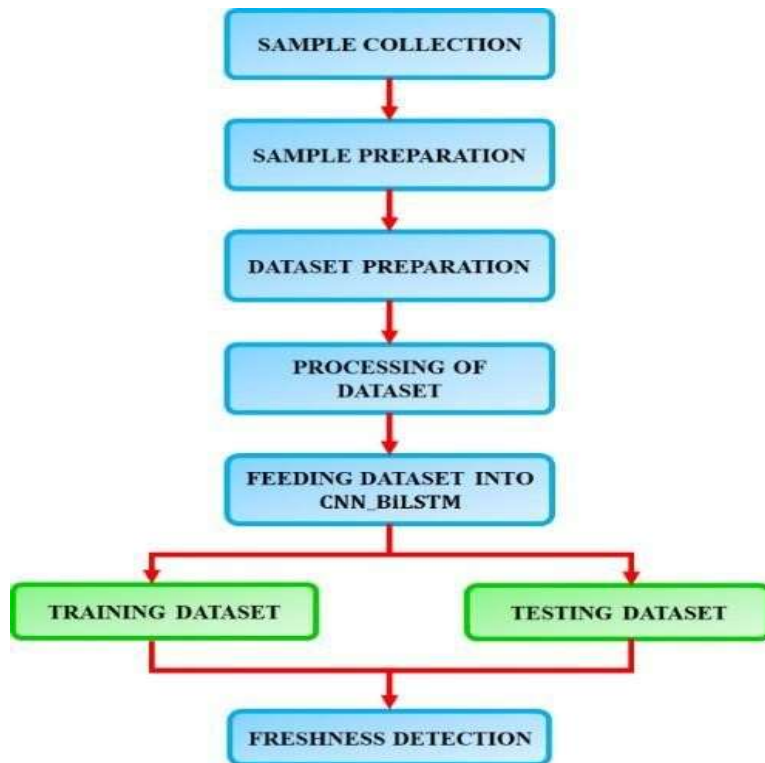 SAMPLE COLLECTION
SAMPLE PREPARATION
DATASET PREPARATION
PROCESSING OF
DATASET
FEEDING DATASET INTO
CNN_BiLSTM
TRAINING DATASET
TESTING DATASET
FRESHNESS DETECTION